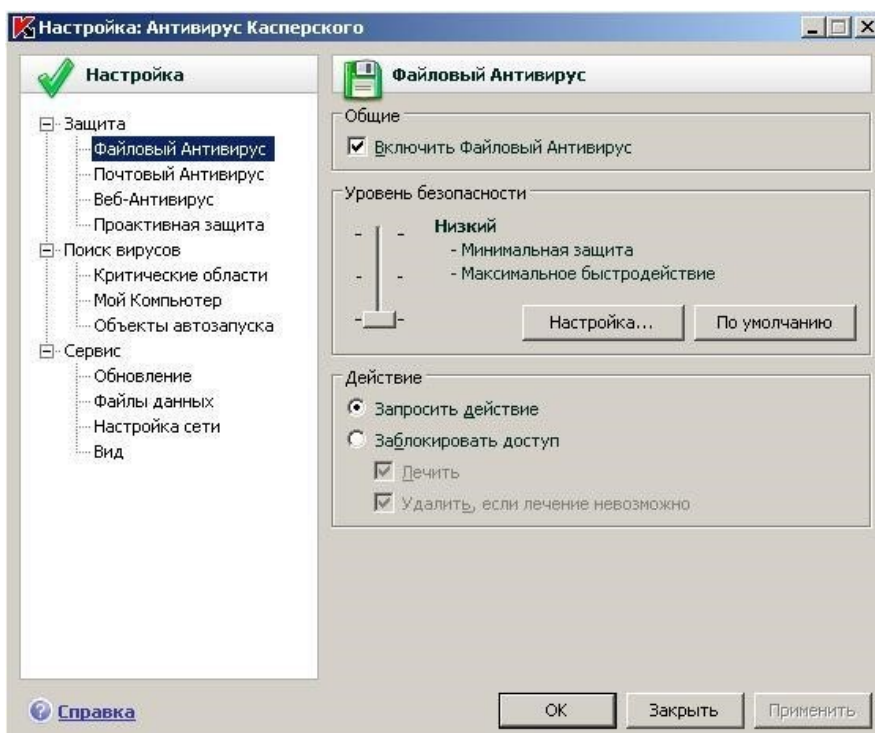 Настройка: Антивирус Касперского
Настройка
Защита
Файловый Антивирус
Почтовый Антивирус
Веб-Антивирус
Проактивная защита
Поиск вирусов
Критические области
Мой Компьютер
Объекты автозапуска
Сервис
Обновление
Файлы данных
Настройка сети
Вид
Файловый Антивирус
Общие
Включить Файловый Антивирус
Уровень безопасности
Низкий
- Минимальная защита
- Максимальное быстродействие
Настройка... По умолчанию
Действие
Запросить действие
Заблокировать доступ
Лечить
Удалить, если лечение невозможно
Справка
ОК Закрыть Применить